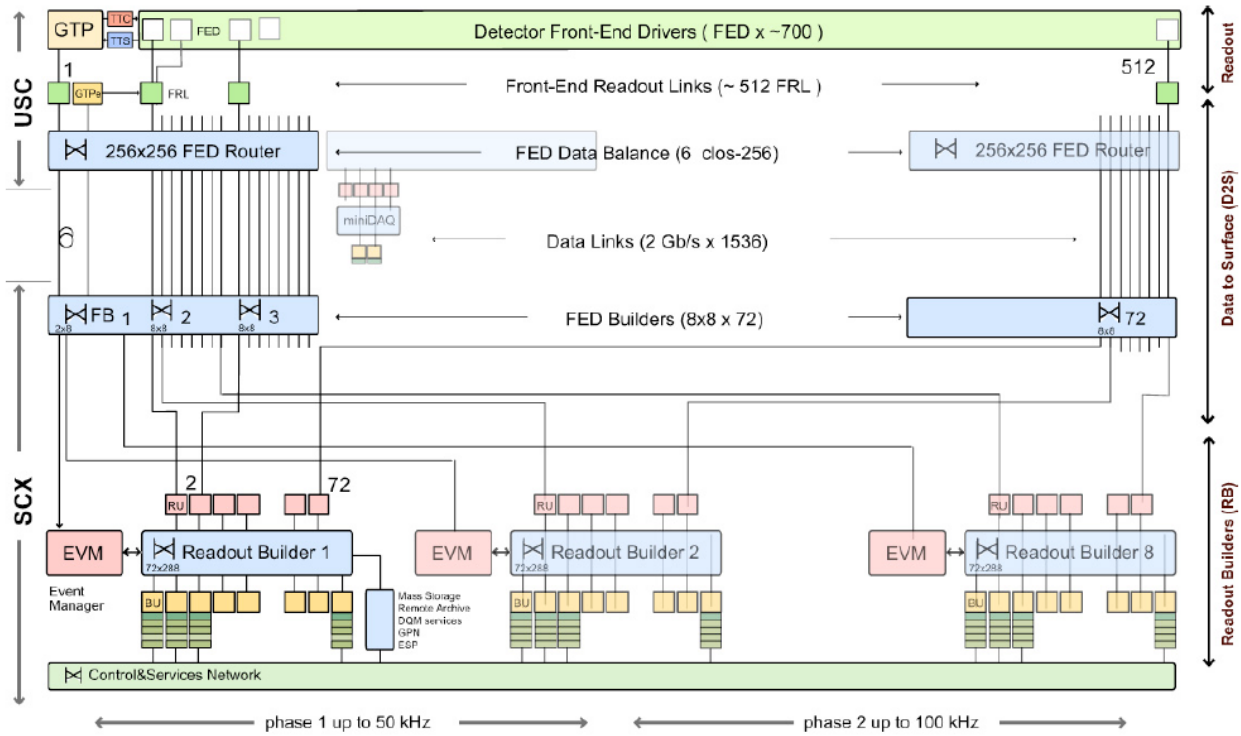 GTP
TTC
TTS
FED
Detector Front-End Drivers ( FED x ~700 )
Readout
1
512
USC
GTPe
FRL
Front-End Readout Links (~ 512 FRL )
256x256 FED Router
FED Data Balance (6 clos-256)
256x256 FED Router
miniDAQ
6
Data Links (2 Gb/s x 1536)
Data to Surface (D2S)
FB 1
2x8
2
8x8
3
8x8
FED Builders (8x8 x 72)
72
8x8
SCX
2
72
RU
RU
RU
EVM
Readout Builder 1
72x288
EVM
Readout Builder 2
72x288
EVM
Readout Builder 8
72x288
Readout Builders (RB)
Event
Manager
BU
Mass Storage
Remote Archive
DQM services
GPN
ESP
BU
BU
Control&Services Network
phase 1 up to 50 kHz
phase 2 up to 100 kHz